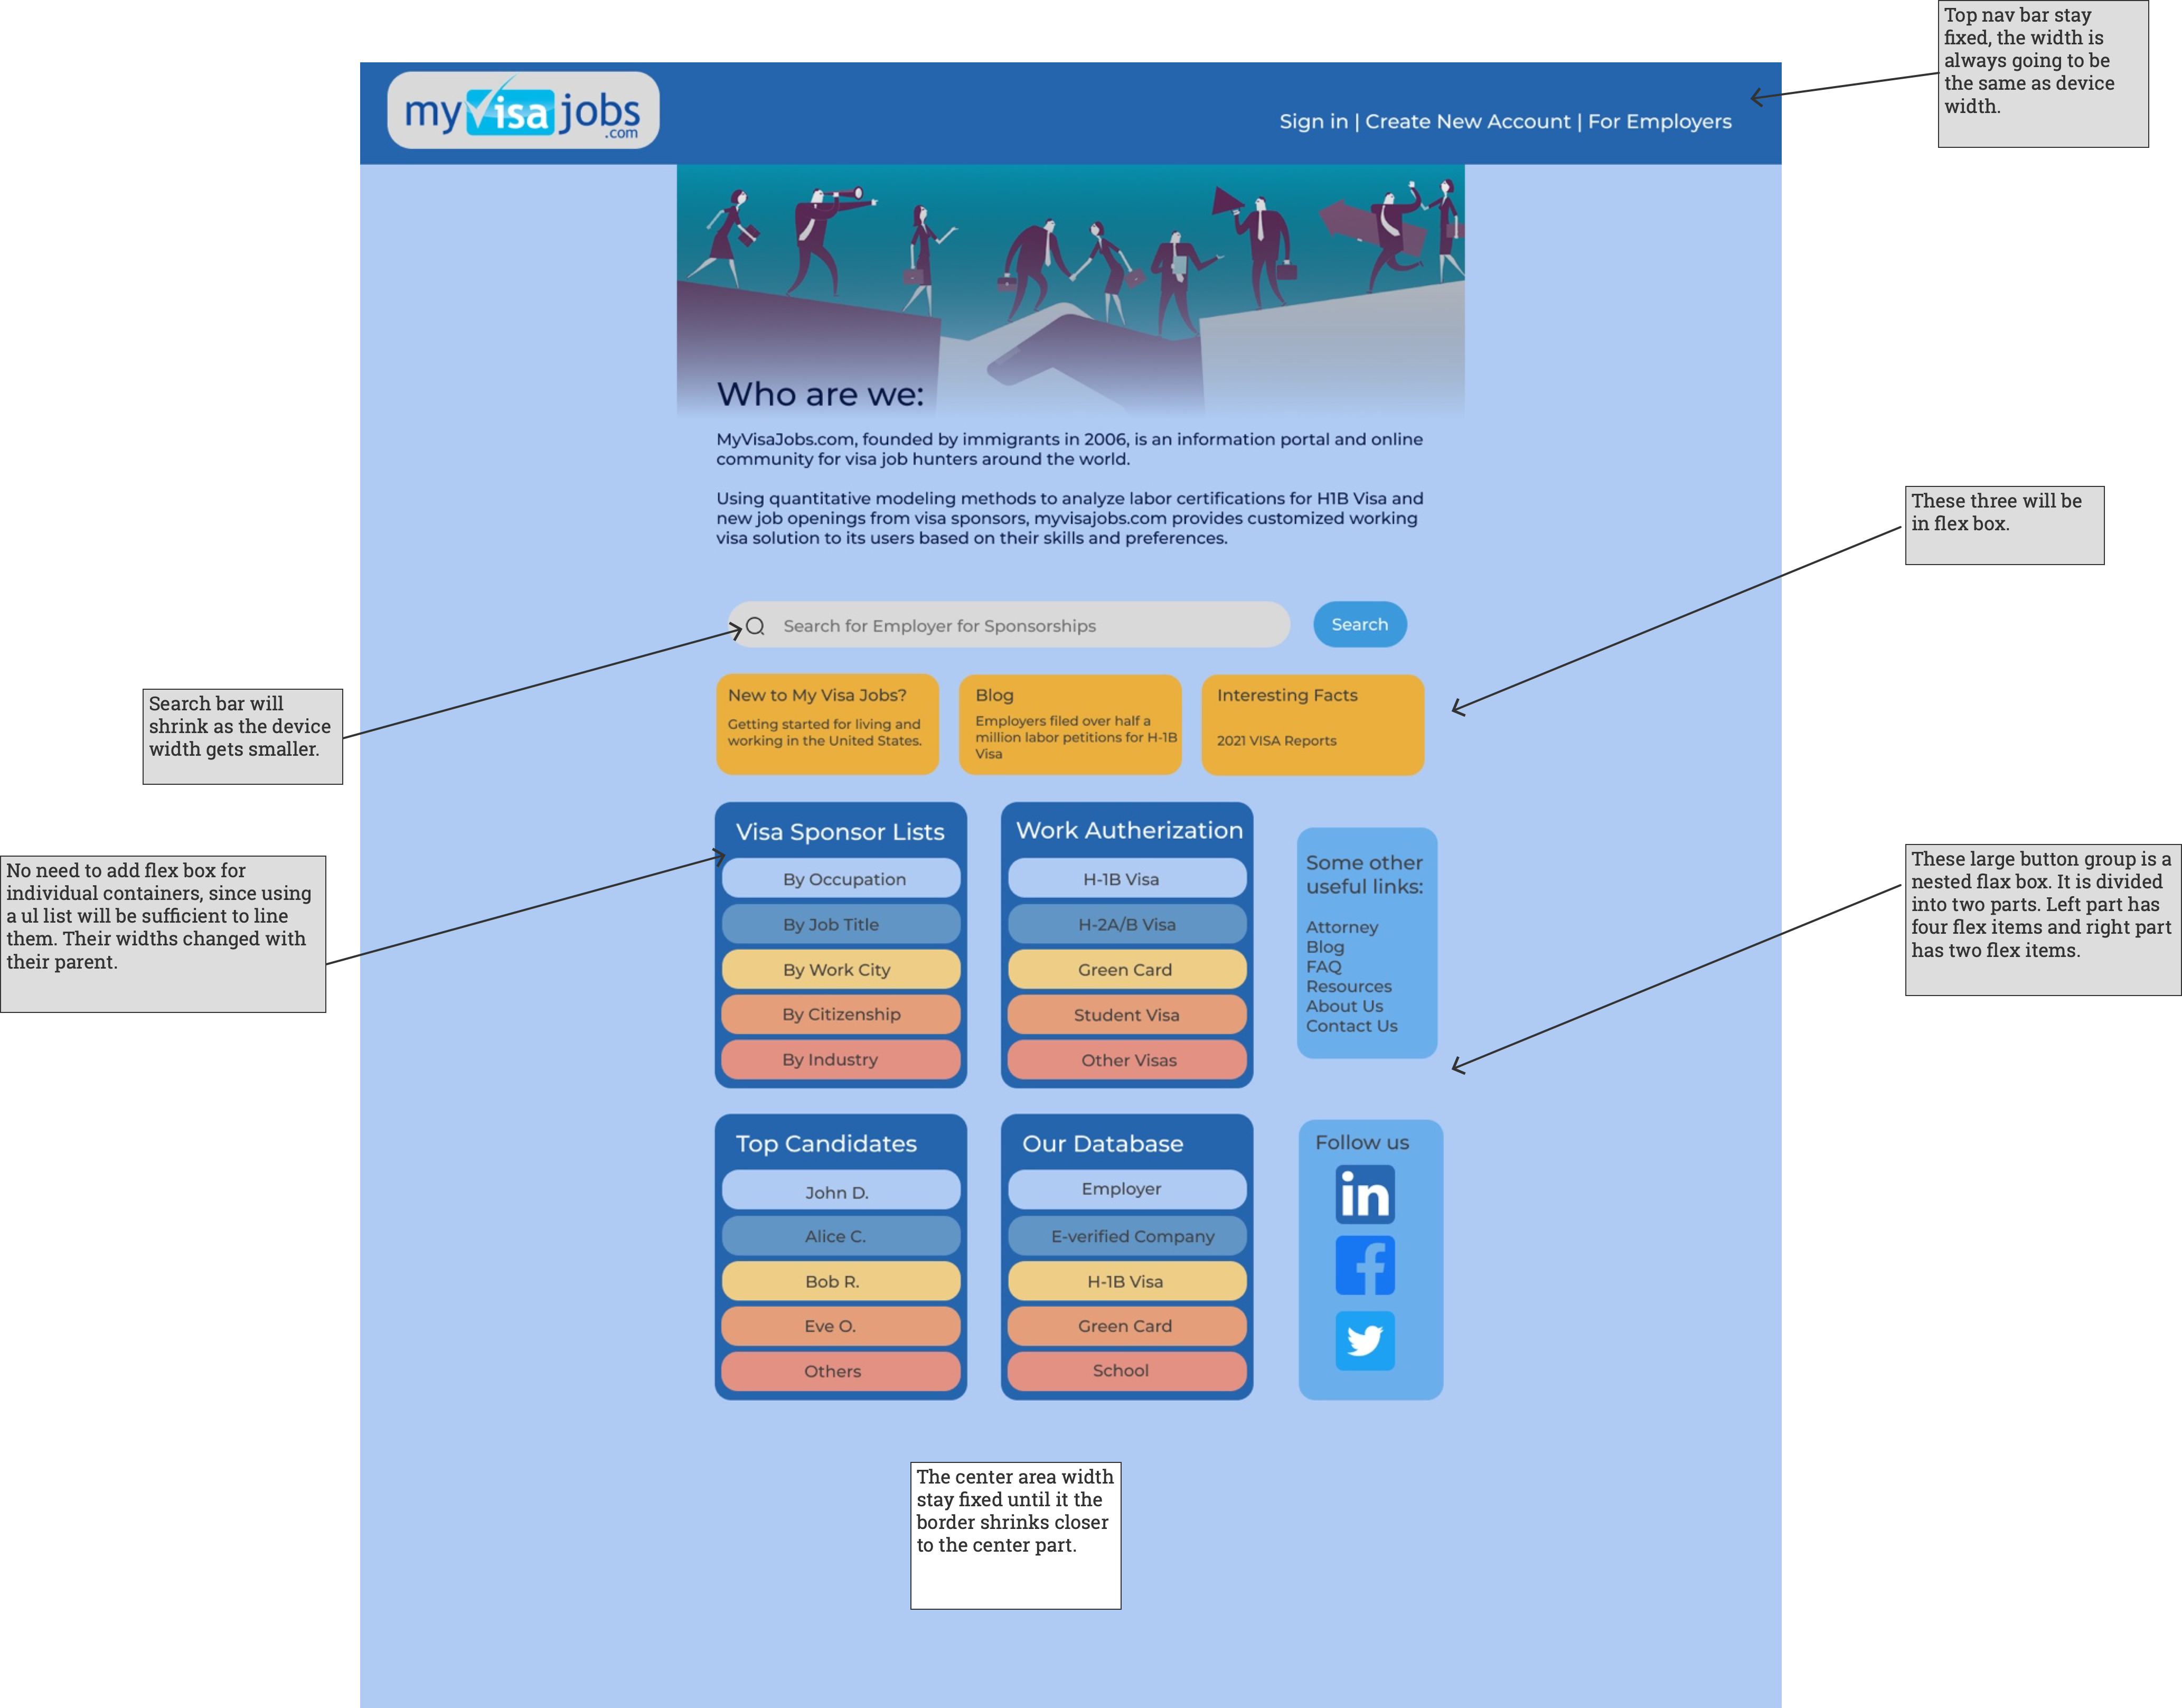 Top nav bar stay
fixed, the width is
always going to be
the same as device
width.
myVisajobs
.com
Sign in | Create New Account | For Employers
Who are we:
MyVisaJobs.com, founded by immigrants in 2006, is an information portal and online
community for visa job hunters around the world.
Using quantitative modeling methods to analyze labor certifications for H1B Visa and
new job openings from visa sponsors, myvisajobs.com provides customized working
visa solution to its users based on their skills and preferences.
These three will be
in flex box.
Search for Employer for Sponsorships
Search
Search bar will
shrink as the device
width gets smaller.
New to My Visa Jobs?
Getting started for living and
working in the United States.
Blog
Employers filed over half a
million labor petitions for H-1B
Visa
Interesting Facts
2021 VISA Reports
No need to add flex box for
individual containers, since using
a ul list will be sufficient to line
them. Their widths changed with
their parent.
Visa Sponsor Lists
By Occupation
By Job Title
By Work City
By Citizenship
By Industry
Work Autherization
H-1B Visa
H-2A/B Visa
Green Card
Student Visa
Other Visas
Some other
useful links:
Attorney
Blog
FAQ
Resources
About Us
Contact Us
These large button group is a
nested flax box. It is divided
into two parts. Left part has
four flex items and right part
has two flex items.
Top Candidates
John D.
Alice C.
Bob R.
Eve O.
Others
Our Database
Employer
E-verified Company
H-1B Visa
Green Card
School
Follow us
in
f
The center area width
stay fixed until it the
border shrinks closer
to the center part.